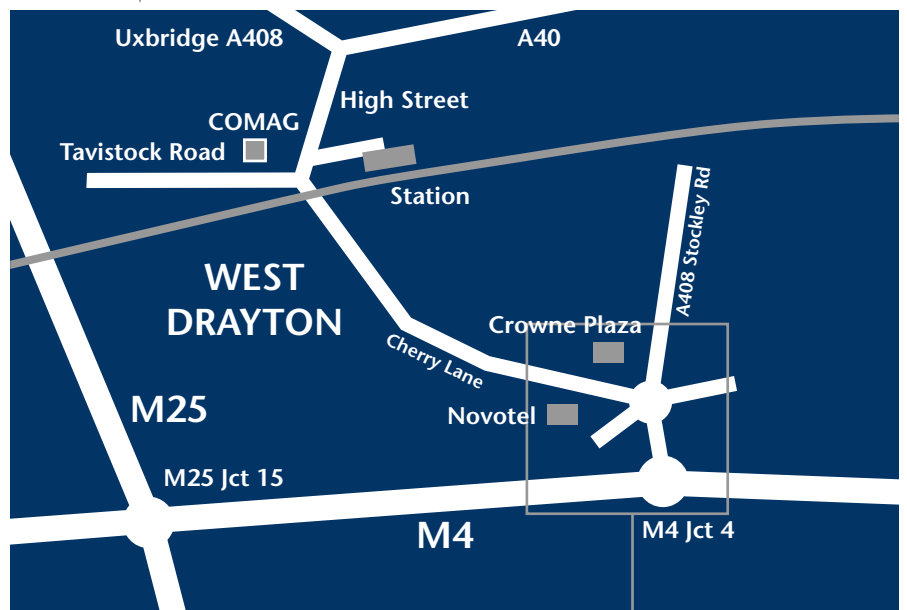 Uxbridge A408
A40
High Street
COMAG
Tavistock Road
Station
A408 Stockley Rd
WEST
DRAYTON
Crowne Plaza
Cherry Lane
M25
Novotel
M25 Jct 15
M4
M4 Jct 4